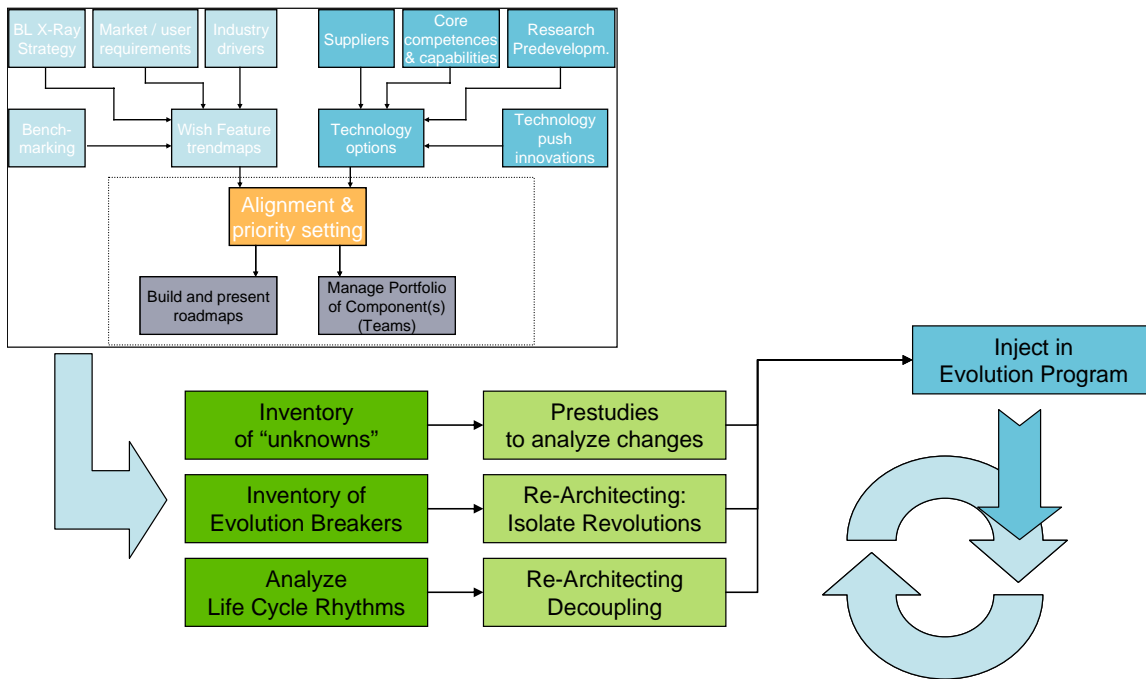 BL X-Ray
Strategy
Market / user
requirements
Industry
drivers
Suppliers
Core
competences
& capabilities
Research
Predevelopm.
Bench-
marking
Wish Feature
trendmaps
Technology
options
Technology
push
innovations
Alignment &
priority setting
Build and present
roadmaps
Manage Portfolio
of Component(s)
(Teams)
Inject in
Evolution Program
Inventory
of “unknowns”
Prestudies
to analyze changes
Inventory of
Evolution Breakers
Re-Architecting:
Isolate Revolutions
Analyze
Life Cycle Rhythms
Re-Architecting
Decoupling